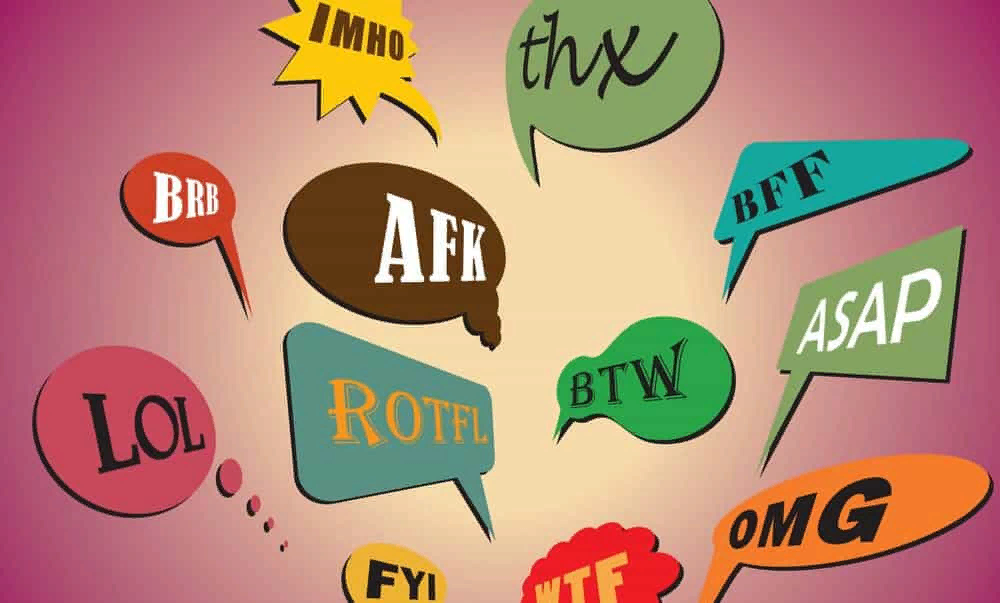 IMHO
thx
BRB
AFK
BFF
ASAP
LOL
ROTFL
BTW
OMG
FYI
WTF